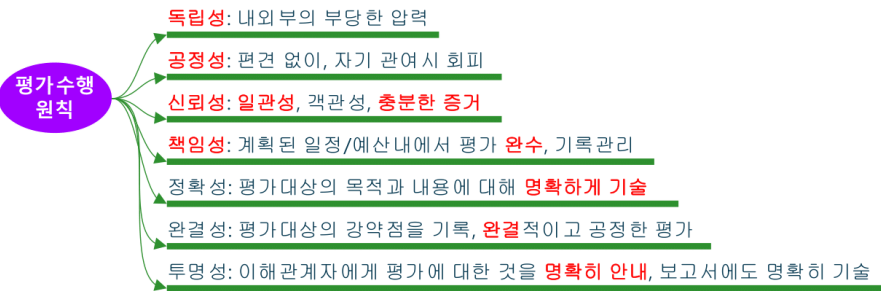 평가수행
원칙
독립성: 내외부의 부당한 압력
공정성: 편견 없이, 자기 관여시 회피
신뢰성: 일관성, 객관성, 충분한 증거
책임성: 계획된 일정/예산내에서 평가 완수, 기록관리
정확성: 평가대상의 목적과 내용에 대해 명확하게 기술
완결성: 평가대상의 강약점을 기록, 완결적이고 공정한 평가
투명성: 이해관계자에게 평가에 대한 것을 명확히 안내, 보고서에도 명확히 기술